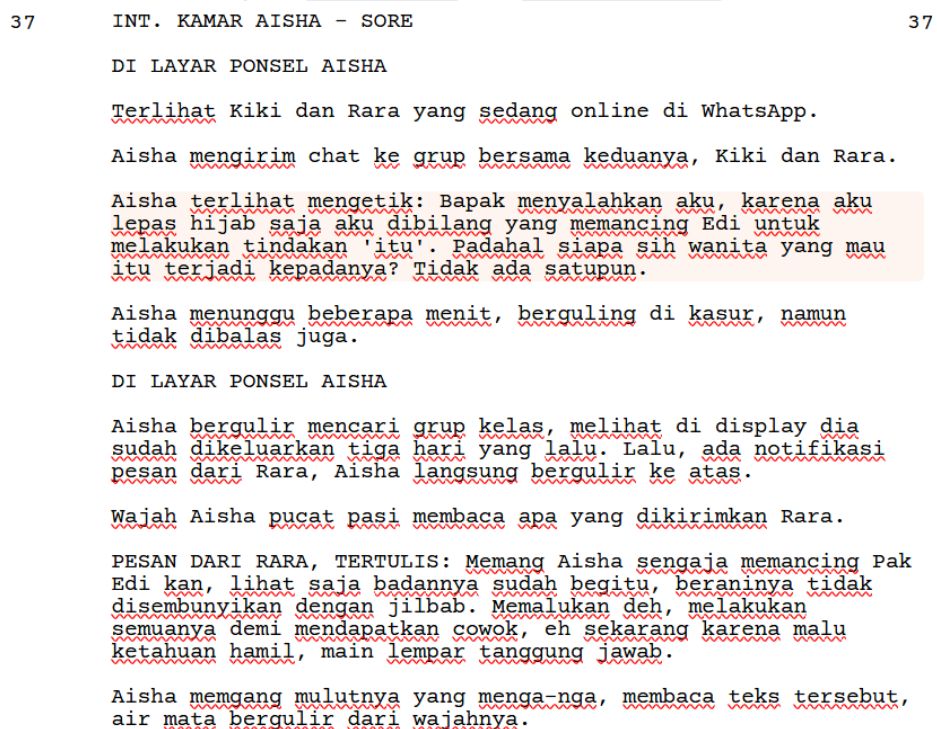 37 INT. KAMAR AISHA – SORE 37
DI LAYAR PONSEL AISHA
Terlihat Kiki dan Rara yang sedang online di WhatsApp.
Aisha mengirim chat ke grup bersama keduanya, Kiki dan Rara.
Aisha terlihat mengetik: Bapak menyalahkan aku, karena aku
lepas hijab saja aku dibilang yang memancing Edi untuk
melakukan tindakan 'itu'. Padahal siapa sih wanita yang mau
itu terjadi kepadanya? Tidak ada satupun.
Aisha menunggu beberapa menit, berguling di kasur, namun
tidak dibalas juga.
DI LAYAR PONSEL AISHA
Aisha bergulir mencari grup kelas, melihat di display dia
sudah dikeluarkan tiga hari yang lalu. Lalu, ada notifikasi
pesan dari Rara, Aisha langsung bergulir ke atas.
Wajah Aisha pucat pasi membaca apa yang dikirimkan Rara.
PESAN DARI RARA, TERTULIS: Memang Aisha sengaja memancing Pak
Edi kan, lihat saja badannya sudah begitu, beraninya tidak
disembunyikan dengan jilbab. Memalukan deh, melakukan
semuanya demi mendapatkan cowok, eh sekarang karena malu
ketahuan hamil, main lempar tanggung jawab.
Aisha memgang mulutnya yang menga-nga, membaca teks tersebut,
air mata bergulir dari wajahnya.